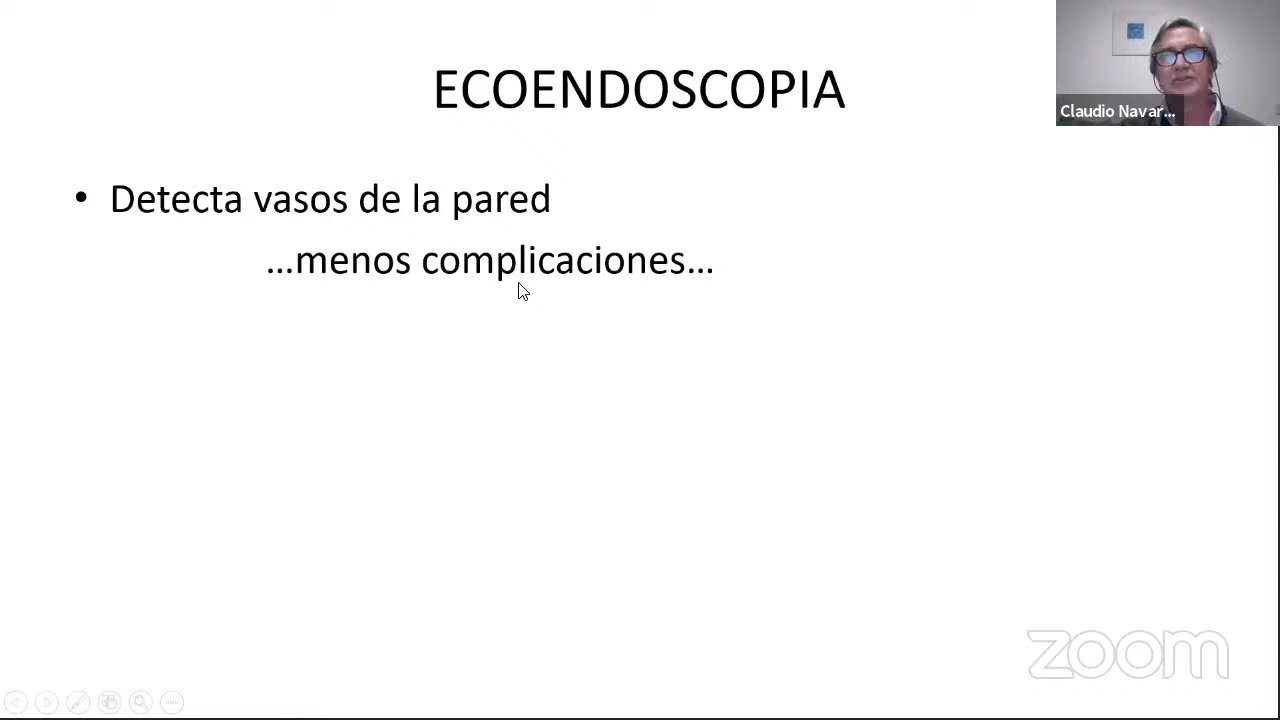 ECOENDOSCOPIA
Claudio Navar...
• Detecta vasos de la pared
...menos complicaciones...
zoom